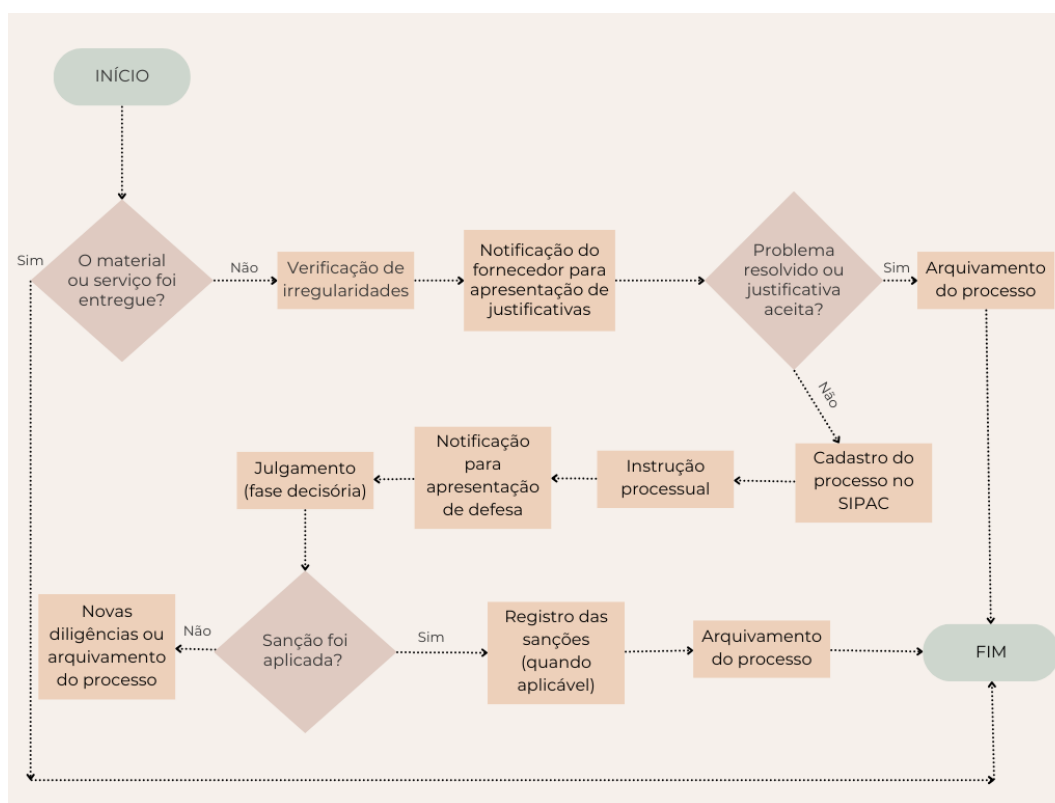 INÍCIO
Sim
O material
ou serviço foi
entregue?
Não
Verificação de
irregularidades
Notificação do
fornecedor para
apresentação de
justificativas
Problema
resolvido ou
justificativa
aceita?
Sim
Arquivamento
do processo
Não
Cadastro do
processo no
SIPAC
Instrução
processual
Notificação
para
apresentação
de defesa
Julgamento
(fase decisória)
Sanção foi
aplicada?
Não
Novas
diligências ou
arquivamento
do processo
Sim
Registro das
sanções
(quando
aplicável)
Arquivamento
do processo
FIM